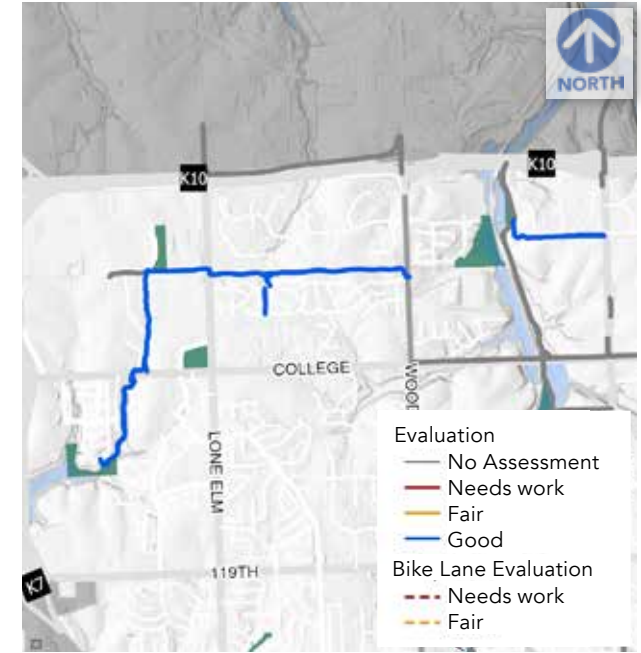 NORTH
K10
K10
COLLEGE
WOOD
LONE ELM
119TH
K7
Evaluation
No Assessment
Needs work
Fair
Good
Bike Lane Evaluation
Needs work
Fair